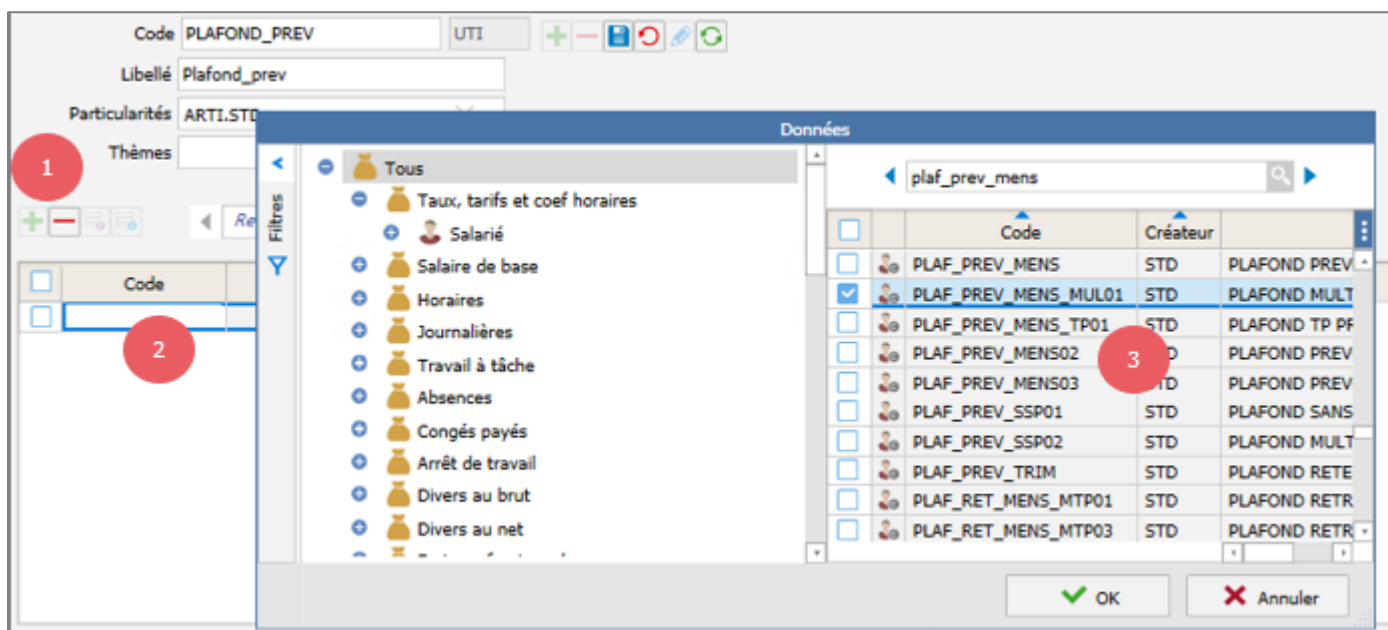 Code PLAFOND_PREV UTI
Libellé Plafond_prev
Particularités ARTI.STD
Thèmes
1
Re
Code
2
Données
Filtres
Tous
Taux, tarifs et coef horaires
Salarié
Salaire de base
Horaires
Journalières
Travail à tâche
Absences
Congés payés
Arrêt de travail
Divers au brut
Divers au net
plaf_prev_mens
Code Créateur
PLAF_PREV_MENS STD PLAFOND PREV
PLAF_PREV_MENS_MUL01 STD PLAFOND MULT
PLAF_PREV_MENS_TP01 STD PLAFOND TP PR
PLAF_PREV_MENS02 PLAFOND PREV
3
PLAF_PREV_MENS03 STD PLAFOND PREV
PLAF_PREV_SSP01 STD PLAFOND SANS
PLAF_PREV_SSP02 STD PLAFOND MULT
PLAF_PREV_TRIM STD PLAFOND RETE
PLAF_RET_MENS_MTP01 STD PLAFOND RETR
PLAF_RET_MENS_MTP03 STD PLAFOND RETR
OK Annuler